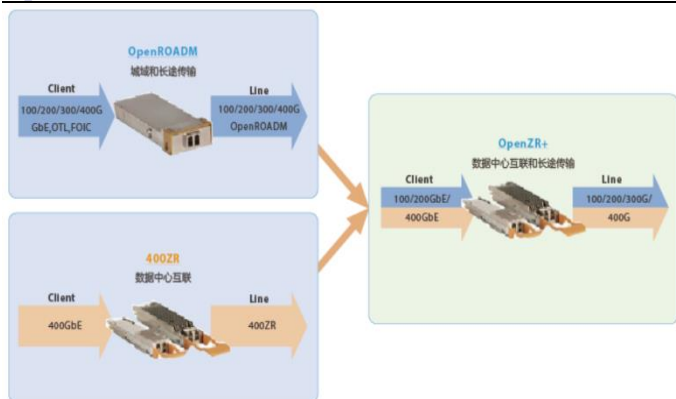 OpenROADM
城域和长途传输
Client
Line
100/200/300/400G
GbE,OTL,FOIC
100/200/300/400G
OpenROADM
400ZR
数据中心互联
Client
Line
400GbE
400ZR
OpenZR+
数据中心互联和长途传输
Client
Line
100/200GbE/
400GbE
100/200/300G/
400G